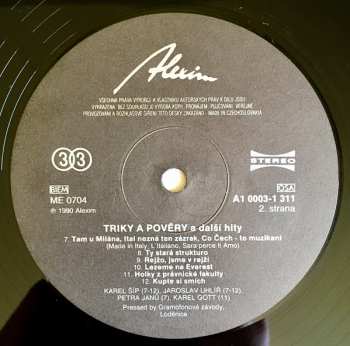 Alexim
VŠECHNA PRÁVA VÝROBCE A VLASTNÍKA AUTORSKÝCH PRÁV K DÍLU JSOU
VYHRAZENA. BEZ SOUHLASU JE VÝROBA KOPIÍ, PRONÁJEM, PŮJČOVÁNÍ, VEŘEJNÉ
PROVOZOVÁNÍ A ROZHLASOVÉ ŠÍŘENÍ TÉTO DESKY ZAKÁZÁNO. • MADE IN CZECHOSLOVAKIA
33
STEREO
BIEM
OSA
ME 0704
A1 0003-1 311
℗ 1990 Alexim
2. strana
TRIKY A POVĚRY a další hity
7. Tam u Milána, Ital nezná ten zázrak, Co Čech - to muzikant
(Made in Italy, L'Italiano, Sara perce ti Amo)
8. Ty stará strukturo
9. Rejžo, jsme v rejži
10. Lezeme na Everest
11. Holky z právnické fakulty
12. Kupte si smích
KAREL ŠÍP (7-12), JAROSLAV UHLÍŘ (7-12),
PETRA JANŮ (7), KAREL GOTT (11)
Pressed by Gramofonové závody,
Loděnice